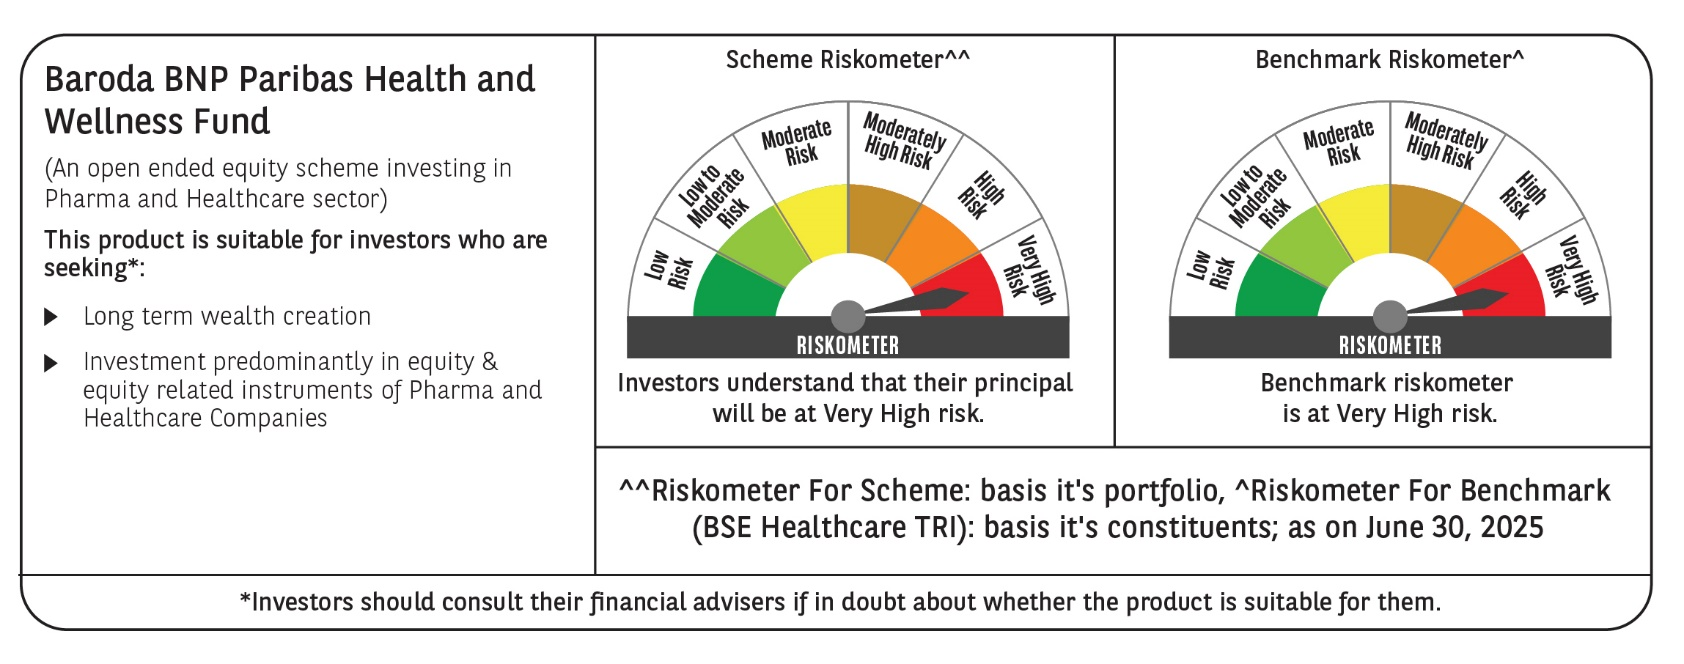 Baroda BNP Paribas Health and
Wellness Fund
(An open ended equity scheme investing in
Pharma and Healthcare sector)
This product is suitable for investors who are
seeking*:
Long term wealth creation
Investment predominantly in equity &
equity related instruments of Pharma and
Healthcare Companies
Scheme Riskometer^^
Low
Risk
Low to
Moderate
Risk
Moderate
Risk
Moderately
High Risk
High
Risk
Very High
Risk
RISKOMETER
Investors understand that their principal
will be at Very High risk.
Benchmark Riskometer^
Low
Risk
Low to
Moderate
Risk
Moderate
Risk
Moderately
High Risk
High
Risk
Very High
Risk
RISKOMETER
Benchmark riskometer
is at Very High risk.
^^Riskometer For Scheme: basis it's portfolio, ^Riskometer For Benchmark
(BSE Healthcare TRI): basis it's constituents; as on June 30, 2025
*Investors should consult their financial advisers if in doubt about whether the product is suitable for them.